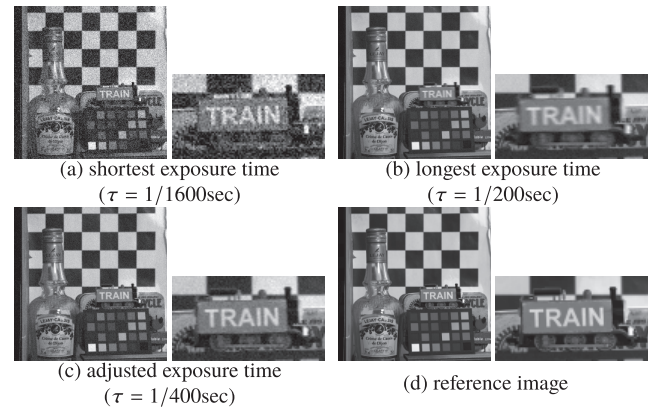 TRAIN
TRAIN
TRAIN
TRAIN
(a) shortest exposure time
(τ = 1/1600sec)
(b) longest exposure time
(τ = 1/200sec)
TRAIN
TRAIN
TRAIN
TRAIN
(c) adjusted exposure time
(τ = 1/400sec)
(d) reference image